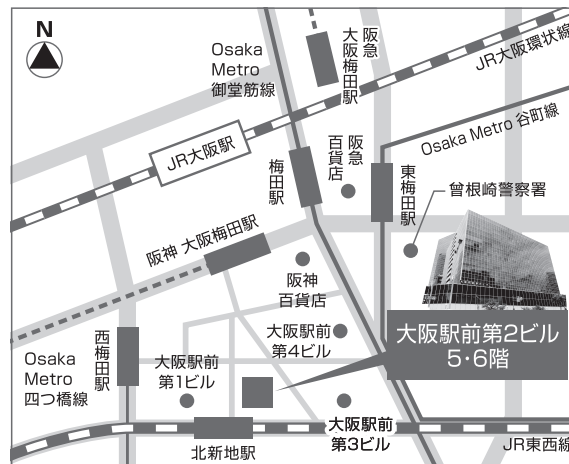 N
Osaka
Metro
御堂筋線
阪急
大阪梅田駅
JR大阪環状線
JR大阪駅
梅田駅
阪急
百貨店
東梅田駅
Osaka Metro 谷町線
曾根崎警察署
阪神 大阪梅田駅
阪神
百貨店
大阪駅前
第4ビル
大阪駅前第2ビル
5・6階
西梅田駅
Osaka
Metro
四つ橋線
大阪駅前
第1ビル
大阪駅前
第3ビル
北新地駅
JR東西線